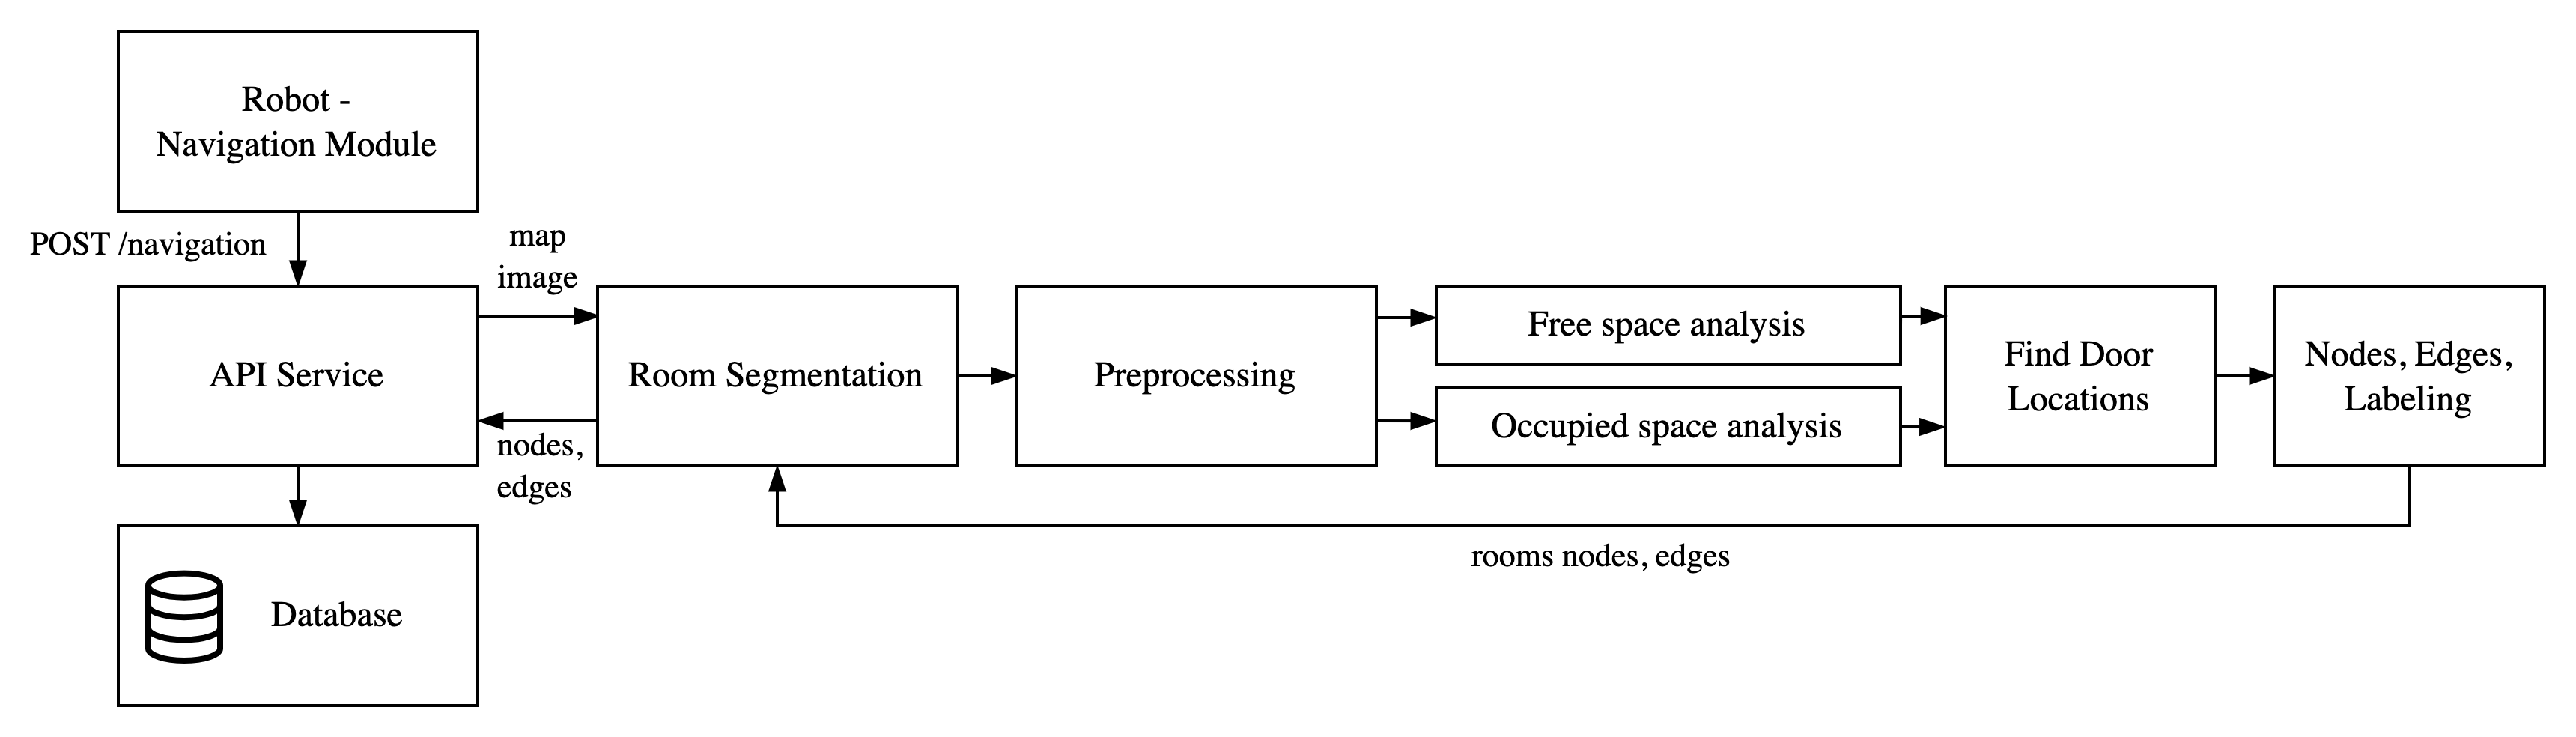 Robot -
Navigation Module
POST /navigation
map
image
API Service
Room Segmentation
Preprocessing
Free space analysis
Occupied space analysis
Find Door
Locations
Nodes, Edges,
Labeling
nodes,
edges
rooms nodes, edges
Database